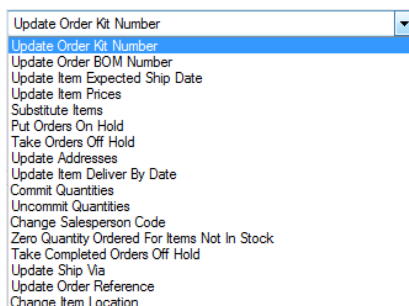 Update Order Kit Number
Update Order Kit Number
Update Order BOM Number
Update Item Expected Ship Date
Update Item Prices
Substitute Items
Put Orders On Hold
Take Orders Off Hold
Update Addresses
Update Item Deliver By Date
Commit Quantities
Uncommit Quantities
Change Salesperson Code
Zero Quantity Ordered For Items Not In Stock
Take Completed Orders Off Hold
Update Ship Via
Update Order Reference
Change Item Location